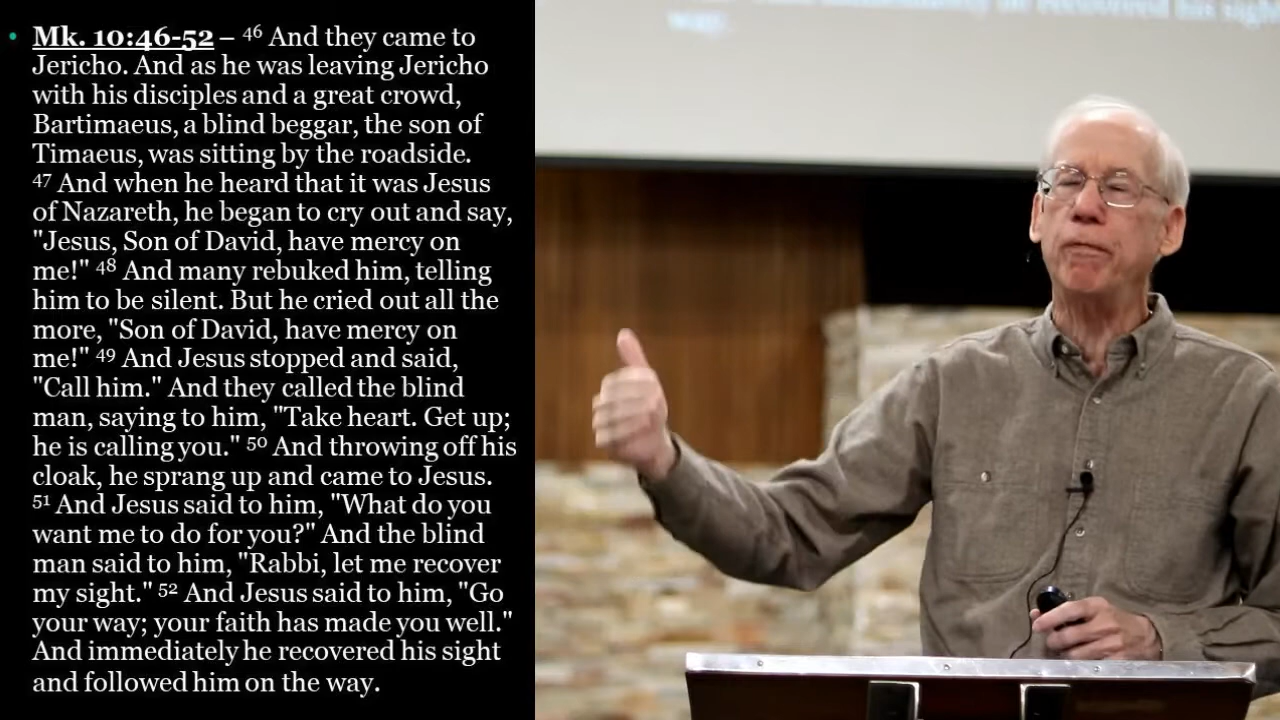 • Mk. 10:46-52 – 46 And they came to
Jericho. And as he was leaving Jericho
with his disciples and a great crowd,
Bartimaeus, a blind beggar, the son of
Timaeus, was sitting by the roadside.
47 And when he heard that it was Jesus
of Nazareth, he began to cry out and say,
"Jesus, Son of David, have mercy on
me!" 48 And many rebuked him, telling
him to be silent. But he cried out all the
more, "Son of David, have mercy on
me!" 49 And Jesus stopped and said,
"Call him." And they called the blind
man, saying to him, "Take heart. Get up;
he is calling you." 50 And throwing off his
cloak, he sprang up and came to Jesus.
51 And Jesus said to him, "What do you
want me to do for you?" And the blind
man said to him, "Rabbi, let me recover
my sight." 52 And Jesus said to him, "Go
your way; your faith has made you well."
And immediately he recovered his sight
and followed him on the way.
he recovered his sight
way.